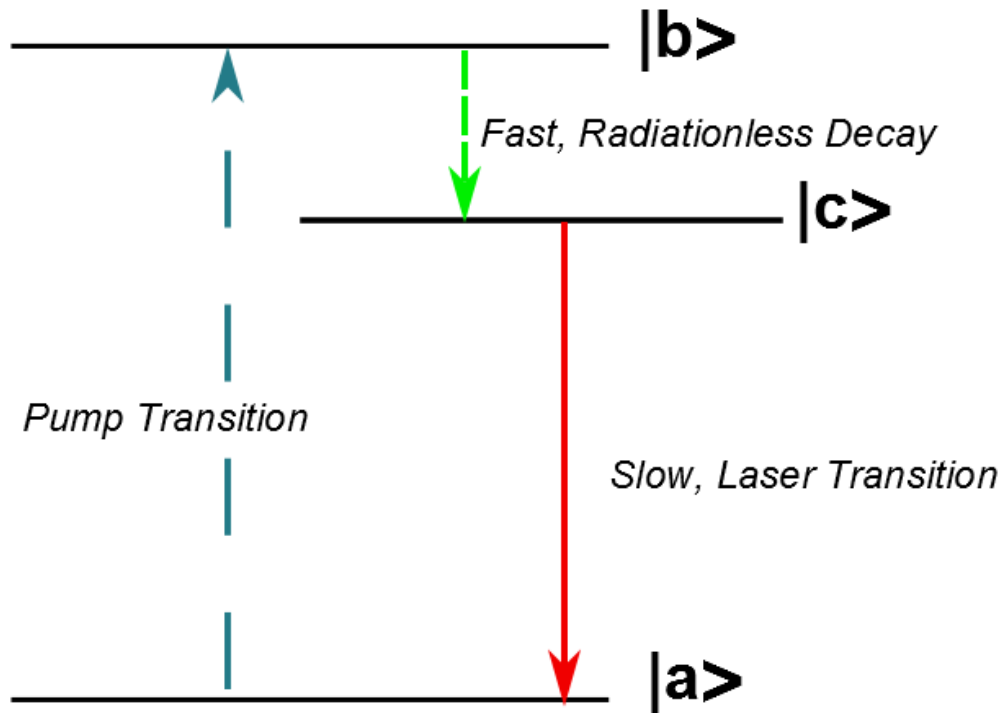 |b>
Fast, Radiationless Decay
|c>
Pump Transition
Slow, Laser Transition
|a>